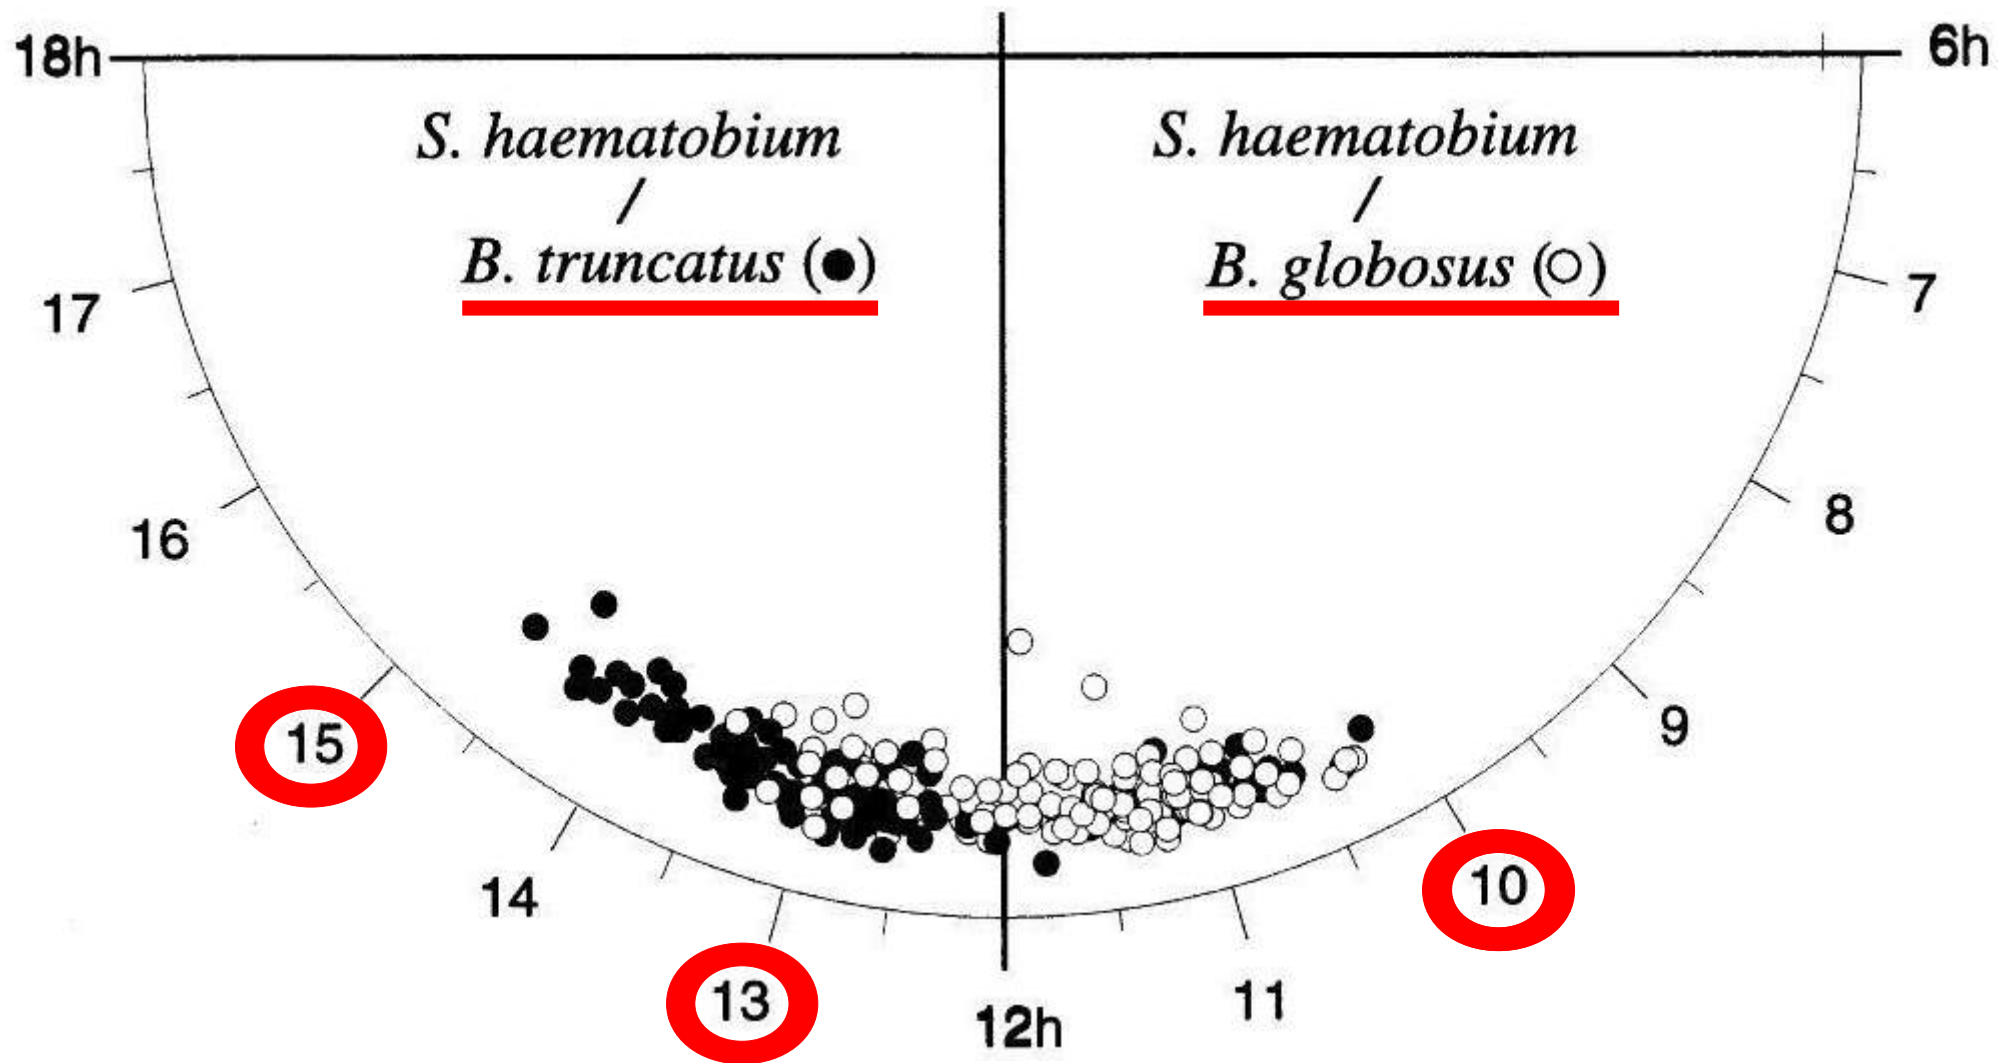 18h
6h
S. haematobium
/
B. truncatus (●)
S. haematobium
/
B. globosus (○)
17
7
16
8
15
9
14
10
13
12h
11